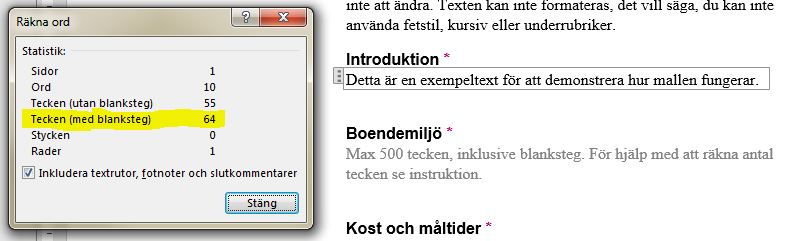 Räkna ord
Statistik:
Sidor 1
Ord 10
Tecken (utan blanksteg) 55
Tecken (med blanksteg) 64
Stycken 0
Rader 1
Inkludera textrutor, fotnoter och slutkommentarer
Stäng
inte att ändra. Texten kan inte formateras, det vill säga, du kan inte
använda fetstil, kursiv eller underrubriker.
Introduktion *
Detta är en exempeltext för att demonstrera hur mallen fungerar.
Boendemiljö *
Max 500 tecken, inklusive blanksteg. För hjälp med att räkna antal
tecken se instruktion.
Kost och måltider *